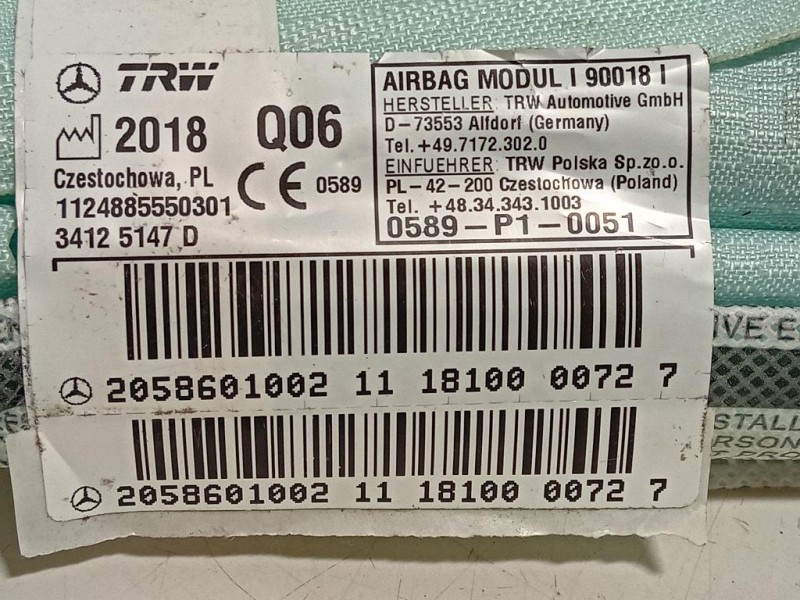 TRW
2018 Q06
Czestochowa, PL
CE 0589
1124885550301
3412 5147 D
AIRBAG MODUL I 90018 I
HERSTELLER: TRW Automotive GmbH
D-73553 Alfdorf (Germany)
Tel.+49.7172.302.0
EINFUEHRER: TRW Polska Sp.zo.o.
PL-42-200 Czestochowa (Poland)
Tel. +48.34.343.1003
0589-P1-0051
2058601002 11 18100 0072 7
2058601002 11 18100 0072 7